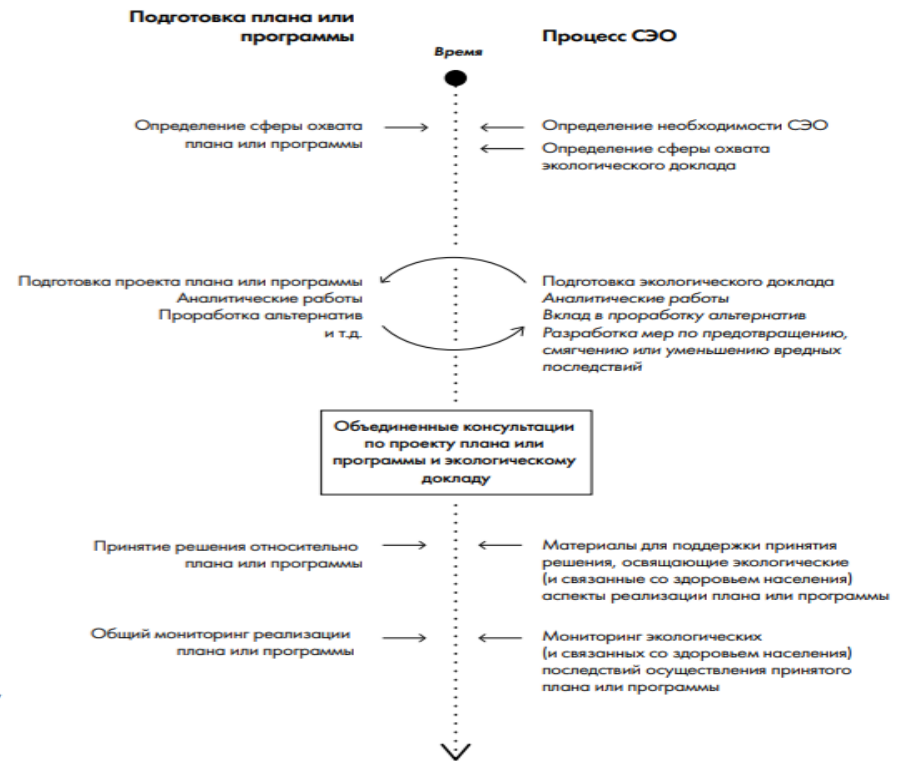 Подготовка плана или
программы
Время
Процесс СЭО
Определение сферы охвата
плана или программы
Определение необходимости СЭО
Определение сферы охвата
экологического доклада
Подготовка проекта плана или программы
Аналитические работы
Проработка альтернатив
и т.д.
Подготовка экологического доклада
Аналитические работы
Вклад в проработку альтернатив
Разработка мер по предотвращению,
смягчению или уменьшению вредных
последствий
Объединенные консультации
по проекту плана или
программы и экологическому
докладу
Принятие решения относительно
плана или программы
Материалы для поддержки принятия
решения, освящающие экологические
(и связанные со здоровьем населения)
аспекты реализации плана или программы
Общий мониторинг реализации
плана или программы
Мониторинг экологических
(и связанных со здоровьем населения)
последствий осуществления принятого
плана или программы